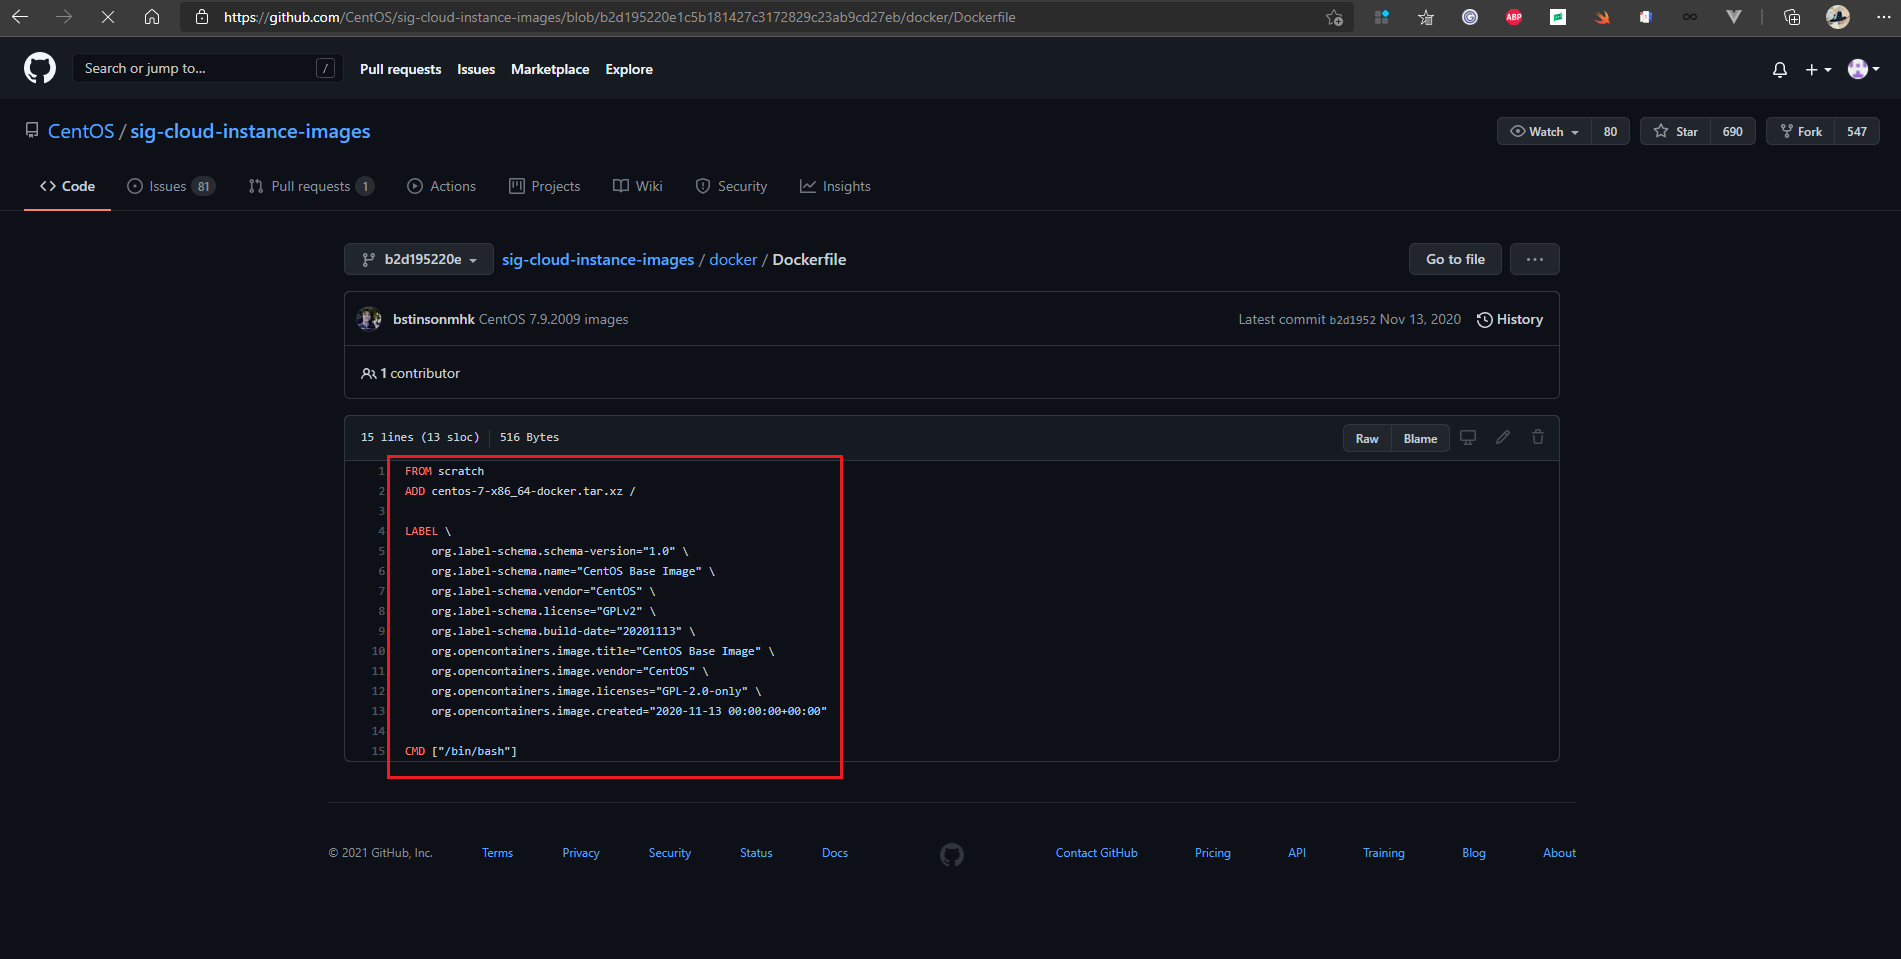 https://github.com/CentOS/sig-cloud-instance-images/blob/b2d195220e1c5b181427c3172829c23ab9cd27eb/docker/Dockerfile
ABP
Search or jump to... /
Pull requests Issues Marketplace Explore
CentOS / sig-cloud-instance-images
Watch 80 Star 690 Fork 547
Code Issues 81 Pull requests 1 Actions Projects Wiki Security Insights
b2d195220e sig-cloud-instance-images / docker / Dockerfile Go to file ...
bstinsonmhk CentOS 7.9.2009 images Latest commit b2d1952 Nov 13, 2020 History
1 contributor
15 lines (13 sloc) 516 Bytes Raw Blame
1 FROM scratch
2 ADD centos-7-x86_64-docker.tar.xz /
3
4 LABEL \
5 org.label-schema.schema-version="1.0" \
6 org.label-schema.name="CentOS Base Image" \
7 org.label-schema.vendor="CentOS" \
8 org.label-schema.license="GPLv2" \
9 org.label-schema.build-date="20201113" \
10 org.opencontainers.image.title="CentOS Base Image" \
11 org.opencontainers.image.vendor="CentOS" \
12 org.opencontainers.image.licenses="GPL-2.0-only" \
13 org.opencontainers.image.created="2020-11-13 00:00:00+00:00"
14
15 CMD ["/bin/bash"]
© 2021 GitHub, Inc. Terms Privacy Security Status Docs Contact GitHub Pricing API Training Blog About